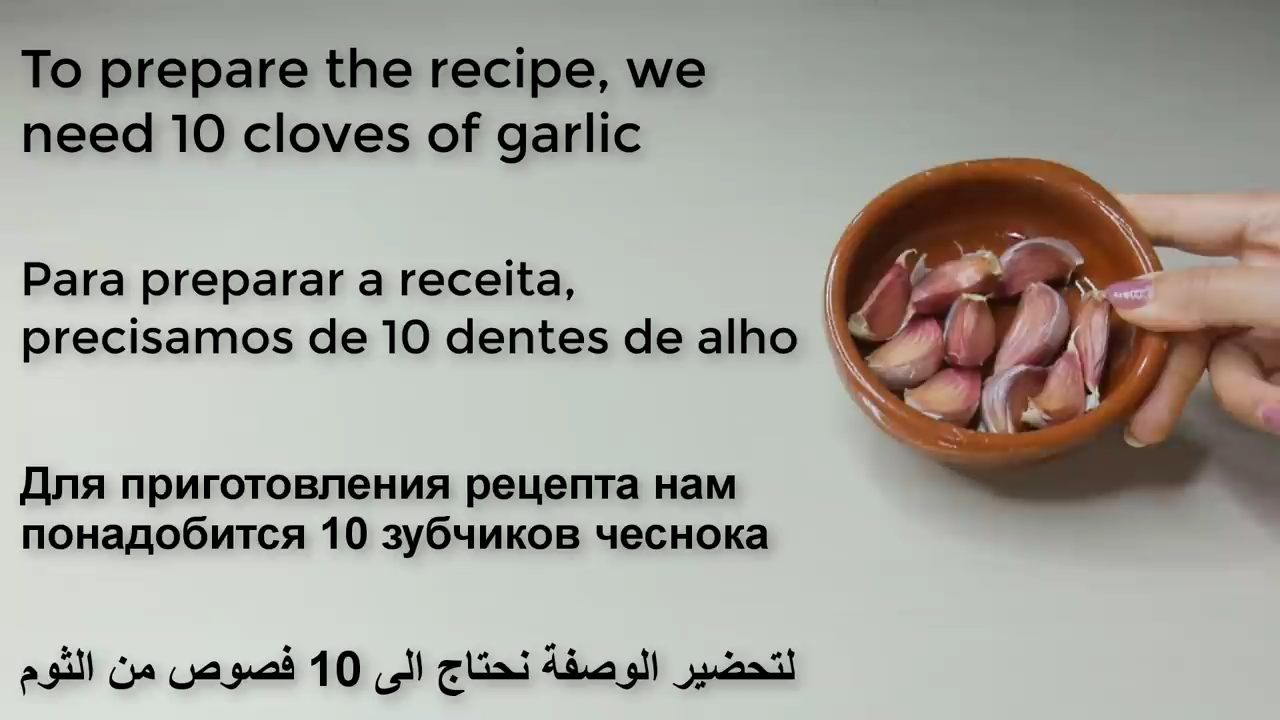 To prepare the recipe, we
need 10 cloves of garlic
Para preparar a receita,
precisamos de 10 dentes de alho
Для приготовления рецепта нам
понадобится 10 зубчиков чеснока
لتحضير الوصفة نحتاج الى 10 فصوص من الثوم